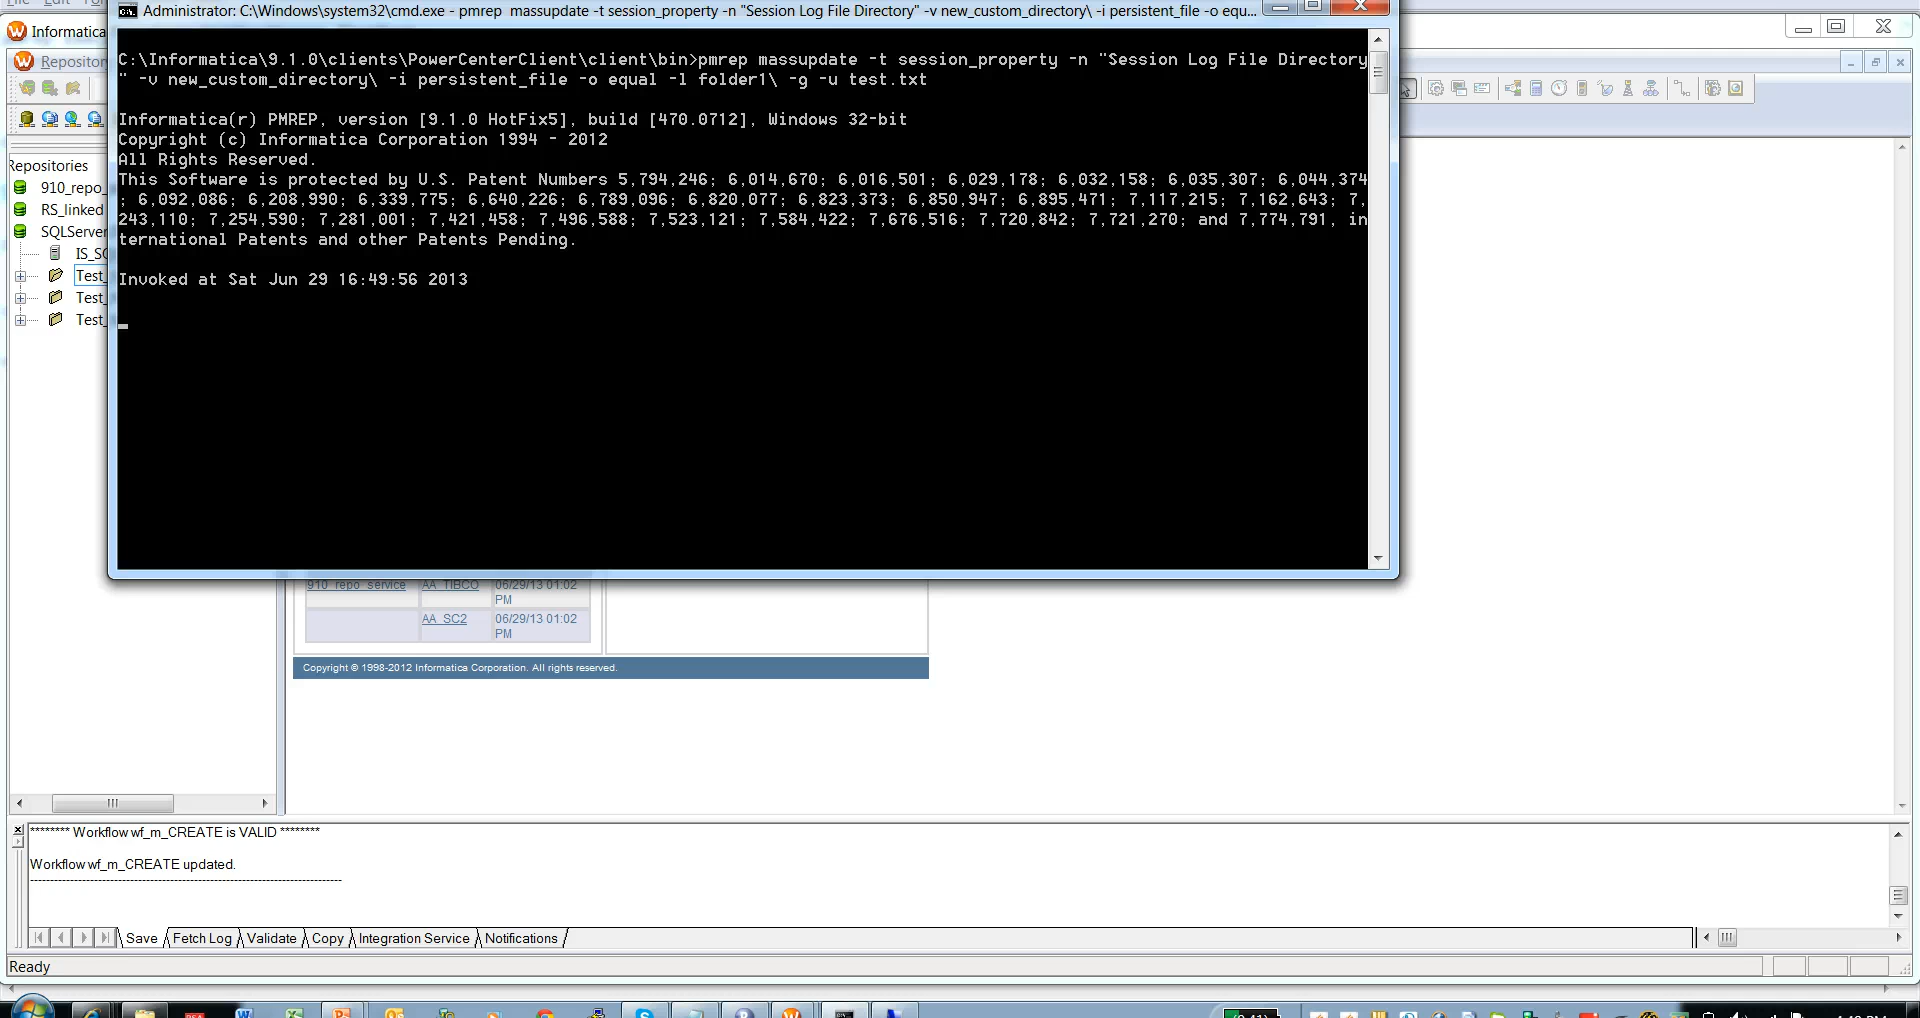 Administrator: C:\Windows\system32\cmd.exe - pmrep massupdate -t session_property -n "Session Log File Directory" -v new_custom_directory\ -i persistent_file -o equ...
C:\Informatica\9.1.0\clients\PowerCenterClient\client\bin>pmrep massupdate -t session_property -n "Session Log File Directory
" -v new_custom_directory\ -i persistent_file -o equal -l folder1\ -g -u test.txt
Informatica(r) PMREP, version [9.1.0 HotFix5], build [470.0712], Windows 32-bit
Copyright (c) Informatica Corporation 1994 - 2012
All Rights Reserved.
This Software is protected by U.S. Patent Numbers 5,794,246; 6,014,670; 6,016,501; 6,029,178; 6,032,158; 6,035,307; 6,044,374
; 6,092,086; 6,208,990; 6,339,775; 6,640,226; 6,789,096; 6,820,077; 6,823,373; 6,850,947; 6,895,471; 7,117,215; 7,162,643; 7,
243,110; 7,254,590; 7,281,001; 7,421,458; 7,496,588; 7,523,121; 7,584,422; 7,676,516; 7,720,842; 7,721,270; and 7,774,791, in
ternational Patents and other Patents Pending.
Invoked at Sat Jun 29 16:49:56 2013
Informatica
Repositor
Repositories
910_repo_
RS_linked
SQLServer
IS_SC
Test_
Test_
Test_
910_repo_service AA_TIBCO 06/29/13 01:02
PM
AA_SC2 06/29/13 01:02
PM
Copyright © 1998-2012 Informatica Corporation. All rights reserved.
******** Workflow wf_m_CREATE is VALID ********
Workflow wf_m_CREATE updated.
--------------------------------------------------------------------------------
Save Fetch Log Validate Copy Integration Service Notifications
Ready